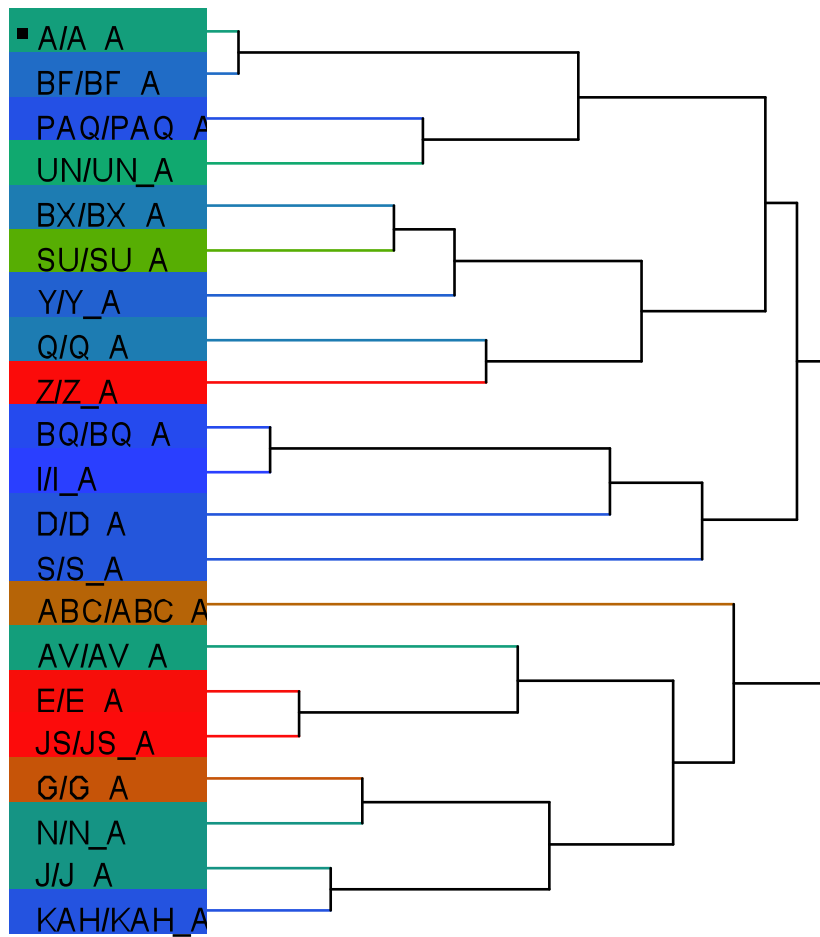 A/A_A
BF/BF_A
PAQ/PAQ_A
UN/UN_A
BX/BX_A
SU/SU_A
Y/Y_A
Q/Q_A
Z/Z_A
BQ/BQ_A
I/I_A
D/D_A
S/S_A
ABC/ABC_A
AV/AV_A
E/E_A
JS/JS_A
G/G_A
N/N_A
J/J_A
KAH/KAH_A